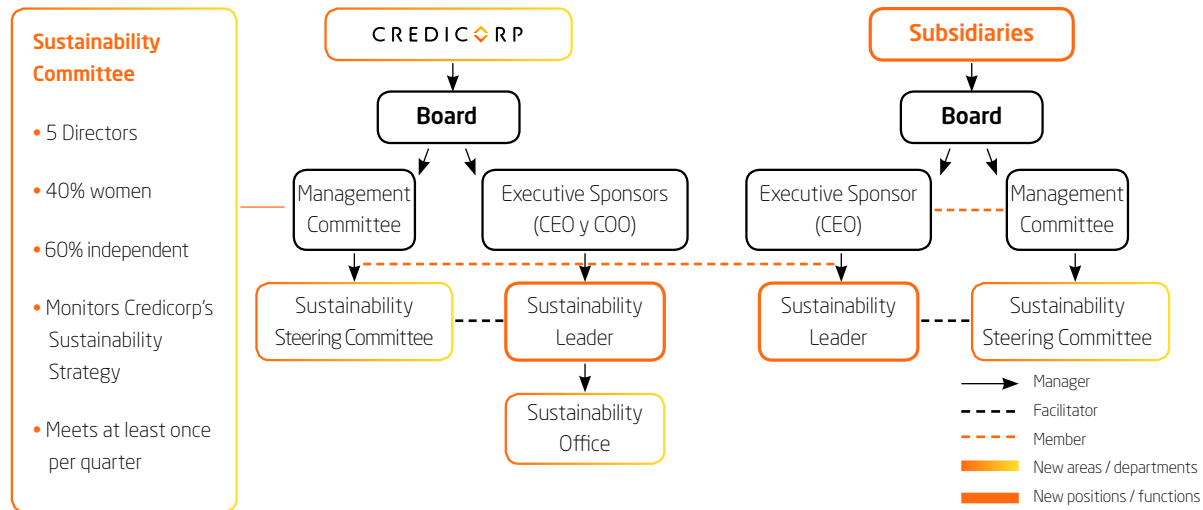 Sustainability
Committee
• 5 Directors
• 40% women
• 60% independent
• Monitors Credicorp's
Sustainability
Strategy
• Meets at least once
per quarter
CREDICORP
Board
Management
Committee
Executive Sponsors
(CEO y COO)
Sustainability
Steering Committee
Sustainability
Leader
Sustainability
Office
Subsidiaries
Board
Executive Sponsor
(CEO)
Management
Committee
Sustainability
Leader
Sustainability
Steering Committee
Manager
Facilitator
Member
New areas / departments
New positions / functions